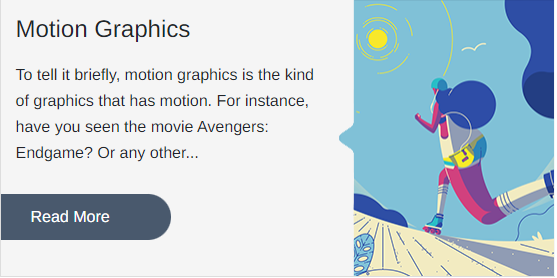 Motion Graphics
To tell it briefly, motion graphics is the kind
of graphics that has motion. For instance,
have you seen the movie Avengers:
Endgame? Or any other...
Read More